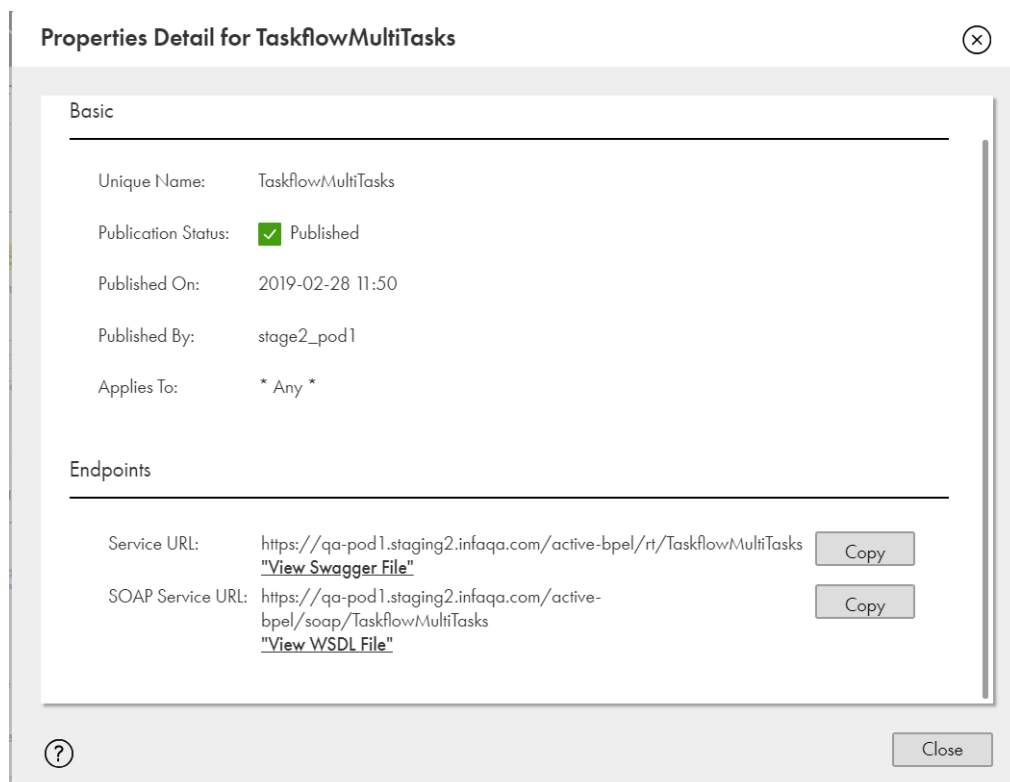 Properties Detail for TaskflowMultiTasks
Basic
Unique Name: TaskflowMultiTasks
Publication Status: Published
Published On: 2019-02-28 11:50
Published By: stage2_pod1
Applies To: * Any *
Endpoints
Service URL: https://qa-pod1.staging2.infaqa.com/active-bpel/rt/TaskflowMultiTasks Copy
"View Swagger File"
SOAP Service URL: https://qa-pod1.staging2.infaqa.com/active- Copy
bpel/soap/TaskflowMultiTasks
"View WSDL File"
? Close